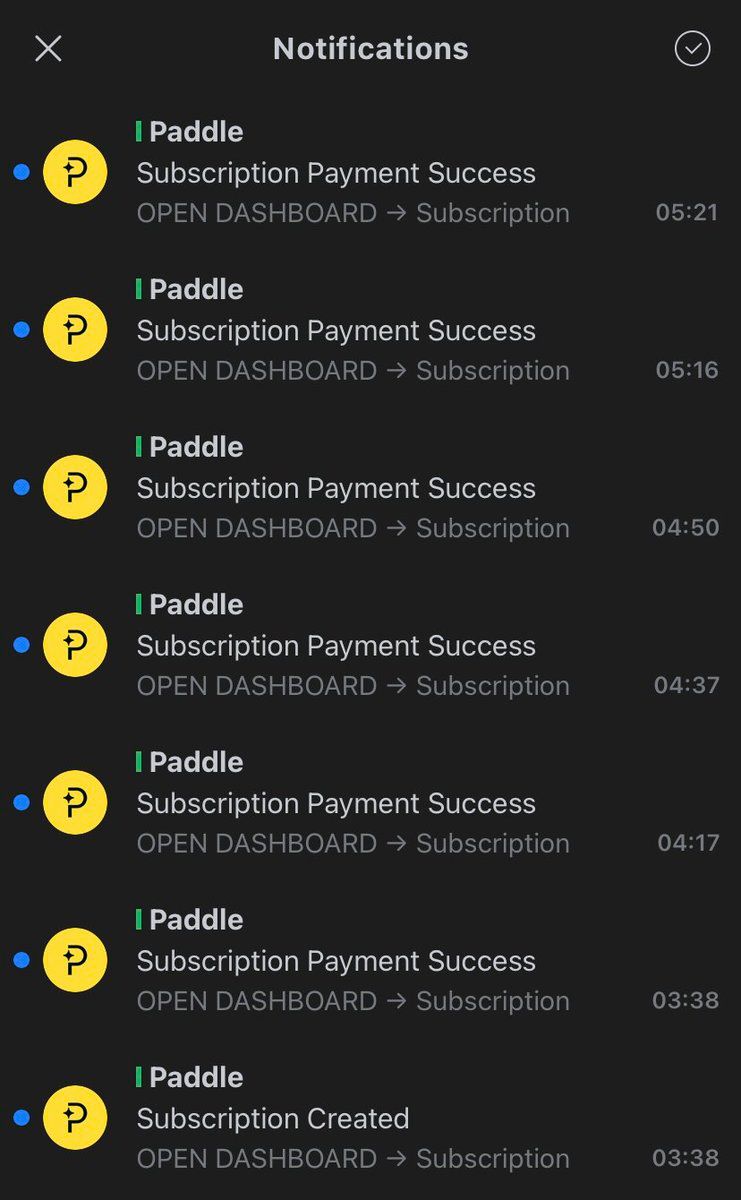 Notifications
Paddle
Subscription Payment Success
OPEN DASHBOARD → Subscription 05:21
Paddle
Subscription Payment Success
OPEN DASHBOARD → Subscription 05:16
Paddle
Subscription Payment Success
OPEN DASHBOARD → Subscription 04:50
Paddle
Subscription Payment Success
OPEN DASHBOARD → Subscription 04:37
Paddle
Subscription Payment Success
OPEN DASHBOARD → Subscription 04:17
Paddle
Subscription Payment Success
OPEN DASHBOARD → Subscription 03:38
Paddle
Subscription Created
OPEN DASHBOARD → Subscription 03:38